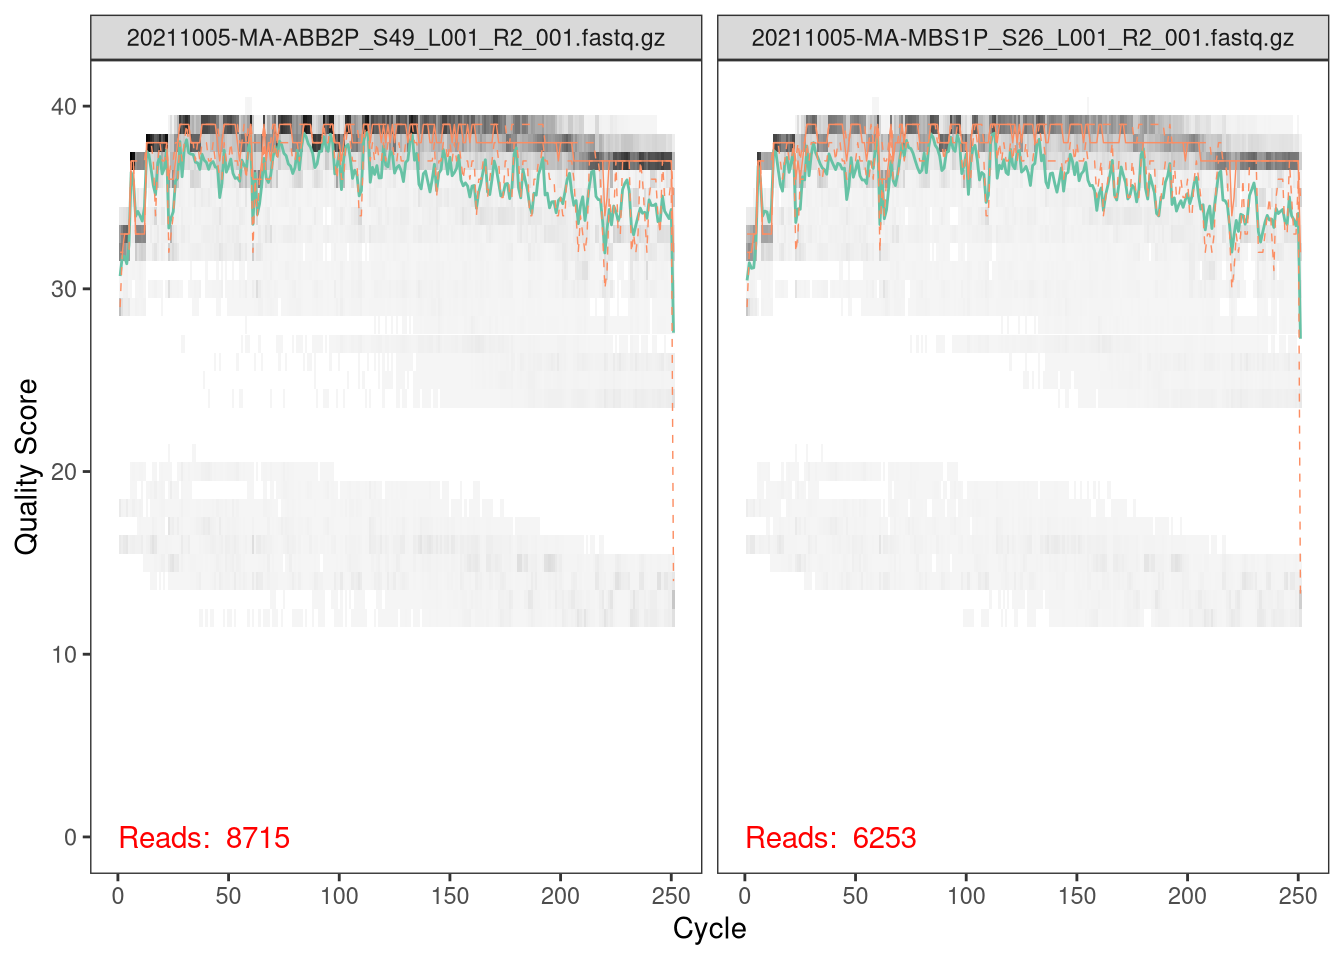 20211005-MA-ABB2P_S49_L001_R2_001.fastq.gz
20211005-MA-MBS1P_S26_L001_R2_001.fastq.gz
Quality Score
40
30
20
10
0
Reads: 8715
Reads: 6253
0 50 100 150 200 250
0 50 100 150 200 250
Cycle